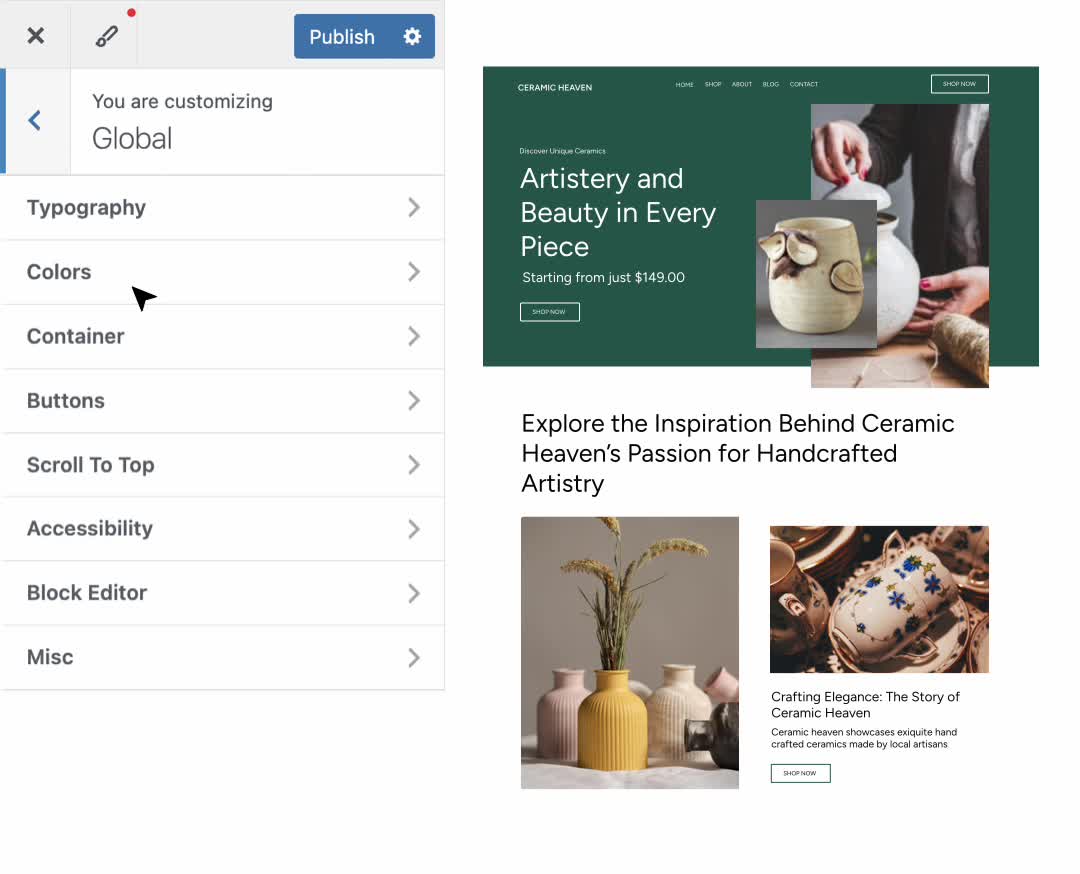 Publish
You are customizing
Global
Typography
Colors
Container
Buttons
Scroll To Top
Accessibility
Block Editor
Misc
CERAMIC HEAVEN
HOME SHOP ABOUT BLOG CONTACT
SHOP NOW
Discover Unique Ceramics
Artistery and
Beauty in Every
Piece
Starting from just $149.00
SHOP NOW
Explore the Inspiration Behind Ceramic
Heaven’s Passion for Handcrafted
Artistry
Crafting Elegance: The Story of
Ceramic Heaven
Ceramic heaven showcases exiquite hand
crafted ceramics made by local artisans
SHOP NOW